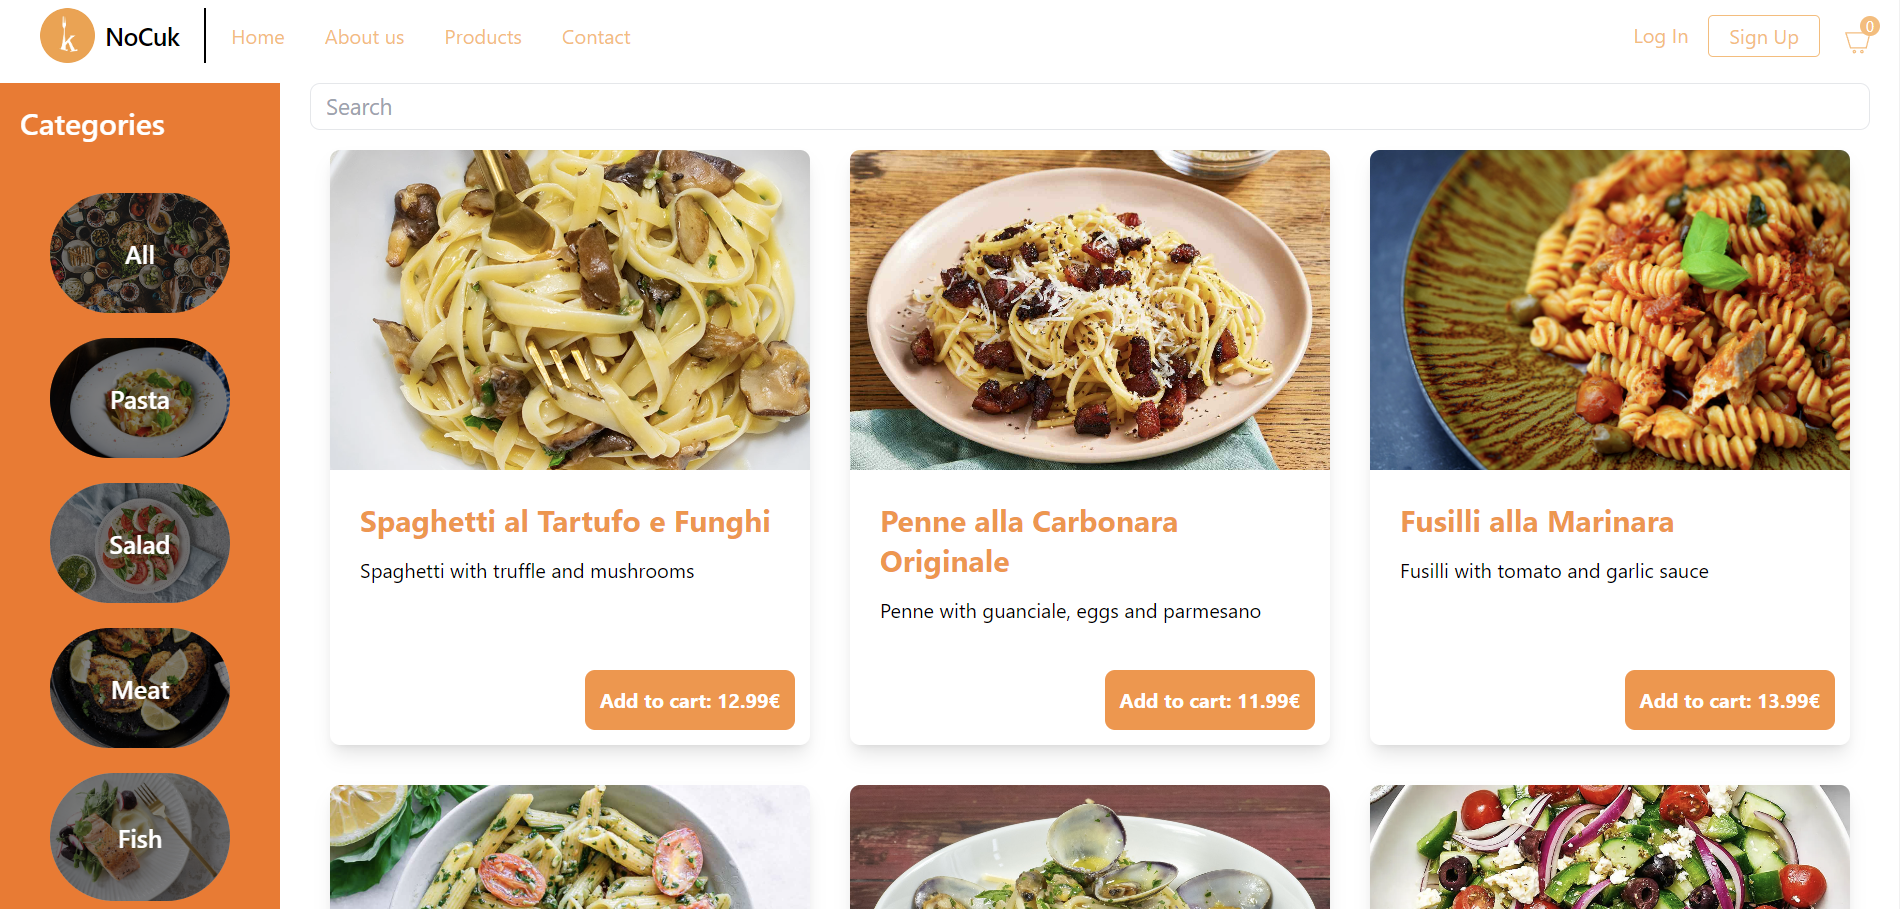 k
NoCuk
Home
About us
Products
Contact
Log In
Sign Up
0
Categories
Search
All
Pasta
Salad
Meat
Fish
Spaghetti al Tartufo e Funghi
Spaghetti with truffle and mushrooms
Add to cart: 12.99€
Penne alla Carbonara
Originale
Penne with guanciale, eggs and parmesano
Add to cart: 11.99€
Fusilli alla Marinara
Fusilli with tomato and garlic sauce
Add to cart: 13.99€